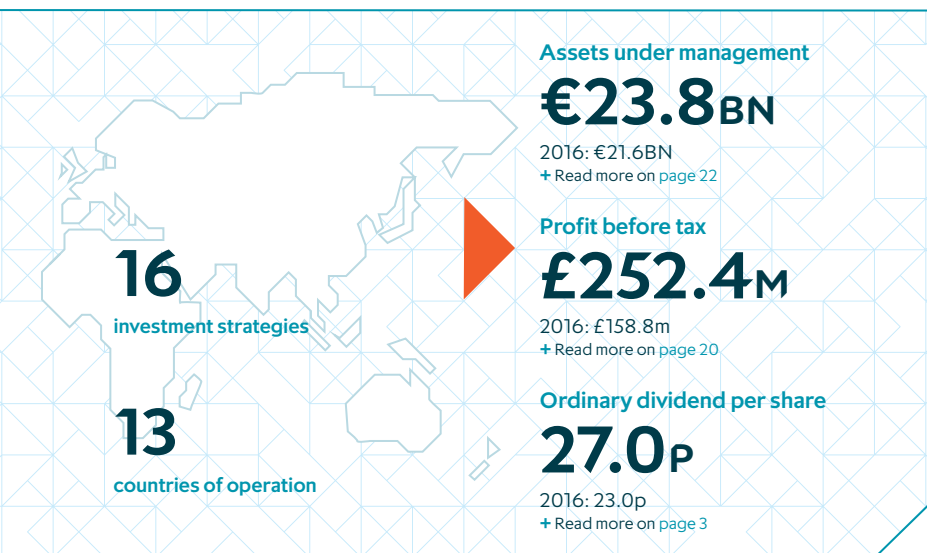 16
investment strategies
13
countries of operation
Assets under management
€23.8BN
2016: €21.6BN
+ Read more on page 22
Profit before tax
£252.4M
2016: £158.8m
+ Read more on page 20
Ordinary dividend per share
27.0P
2016: 23.0p
+ Read more on page 3